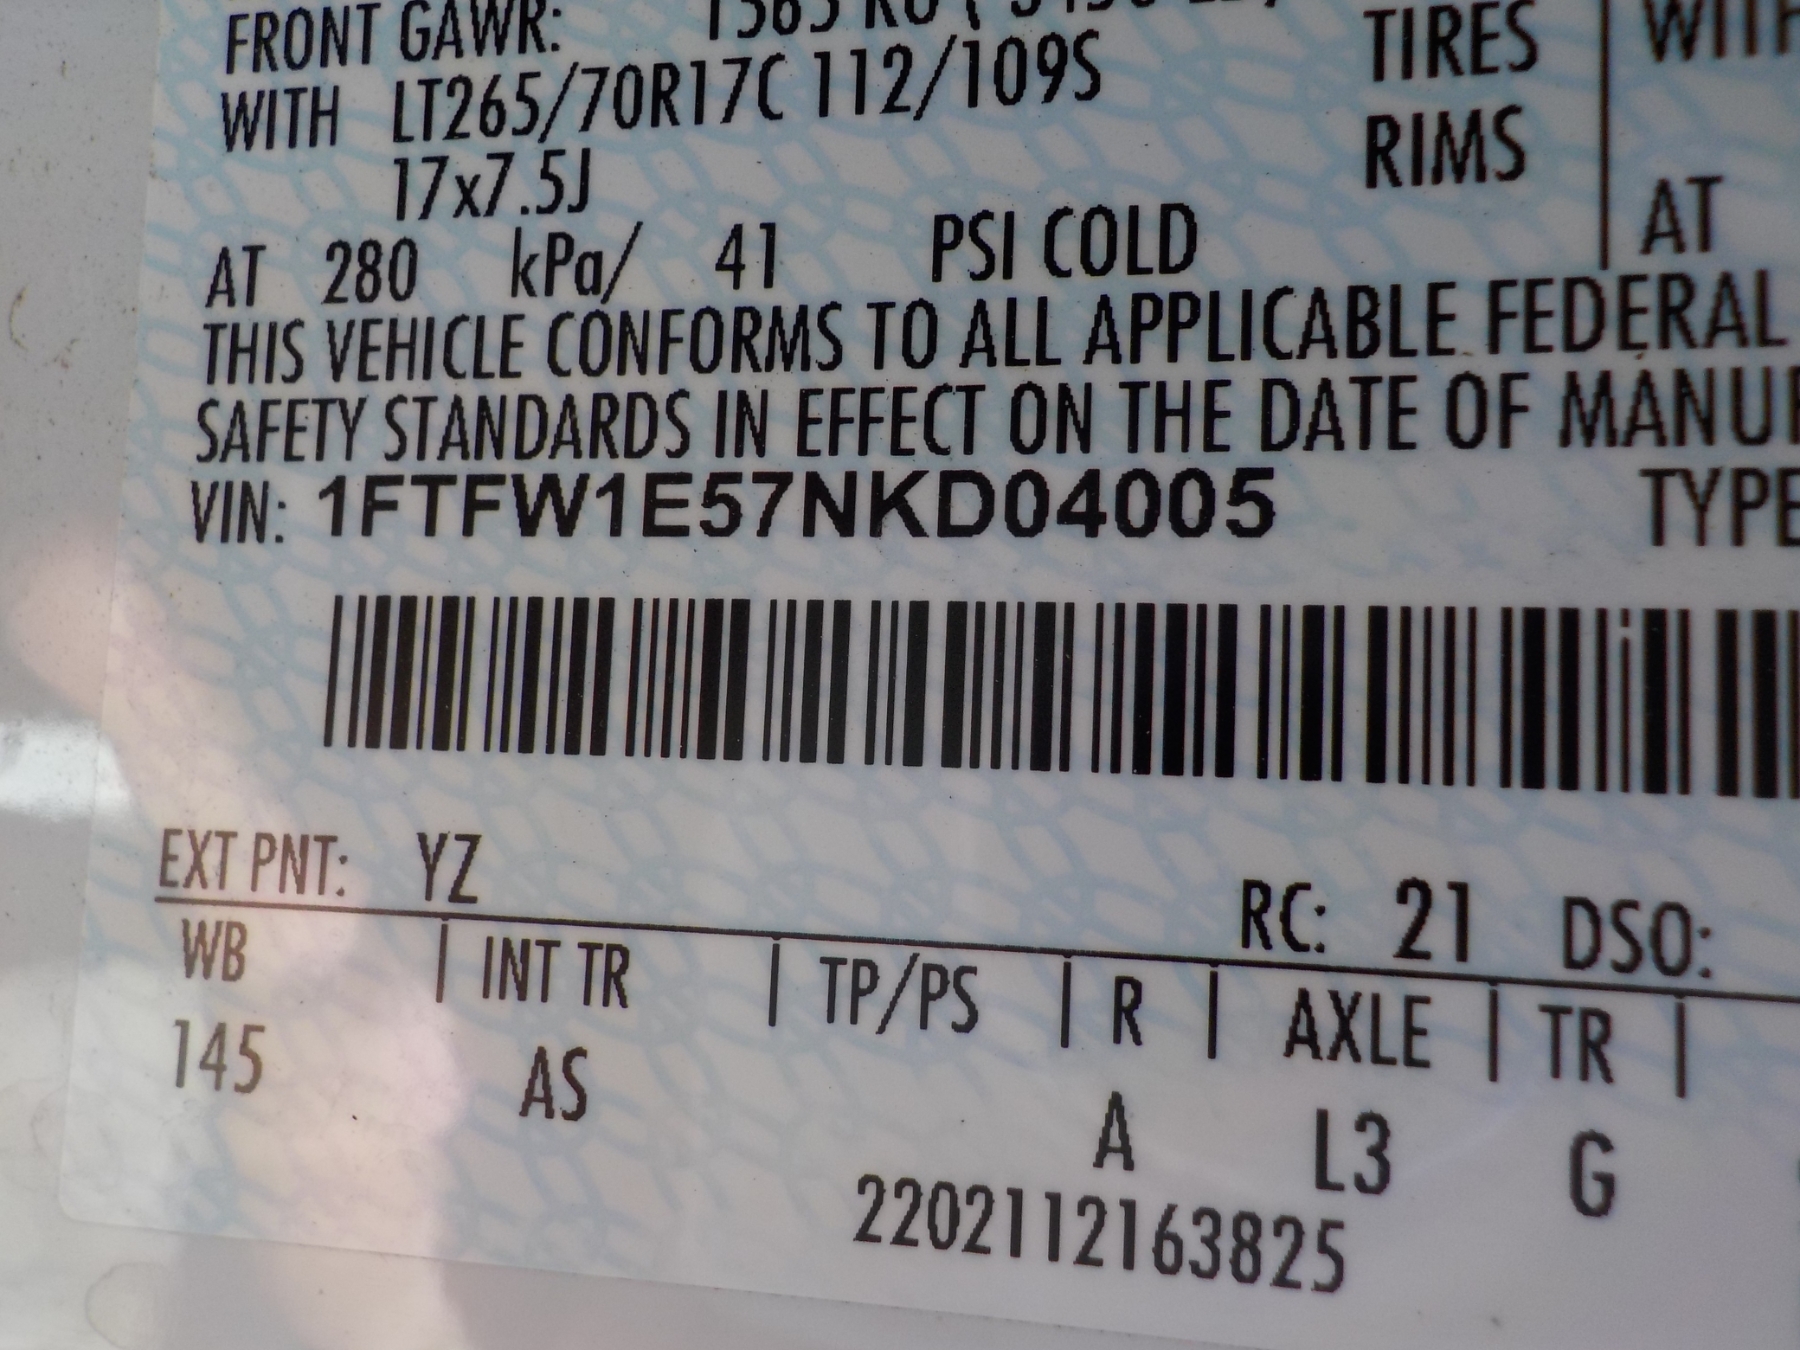 FRONT GAWR:
WITH LT265/70R17C 112/109S TIRES WITH
17x7.5J RIMS
AT 280 kPa/ 41 PSI COLD AT
THIS VEHICLE CONFORMS TO ALL APPLICABLE FEDERAL
SAFETY STANDARDS IN EFFECT ON THE DATE OF MANUF
VIN: 1FTFW1E57NKD04005 TYPE
EXT PNT: YZ RC: 21 DSO:
WB | INT TR | TP/PS | R | AXLE | TR |
145 AS A L3 G
2202112163825